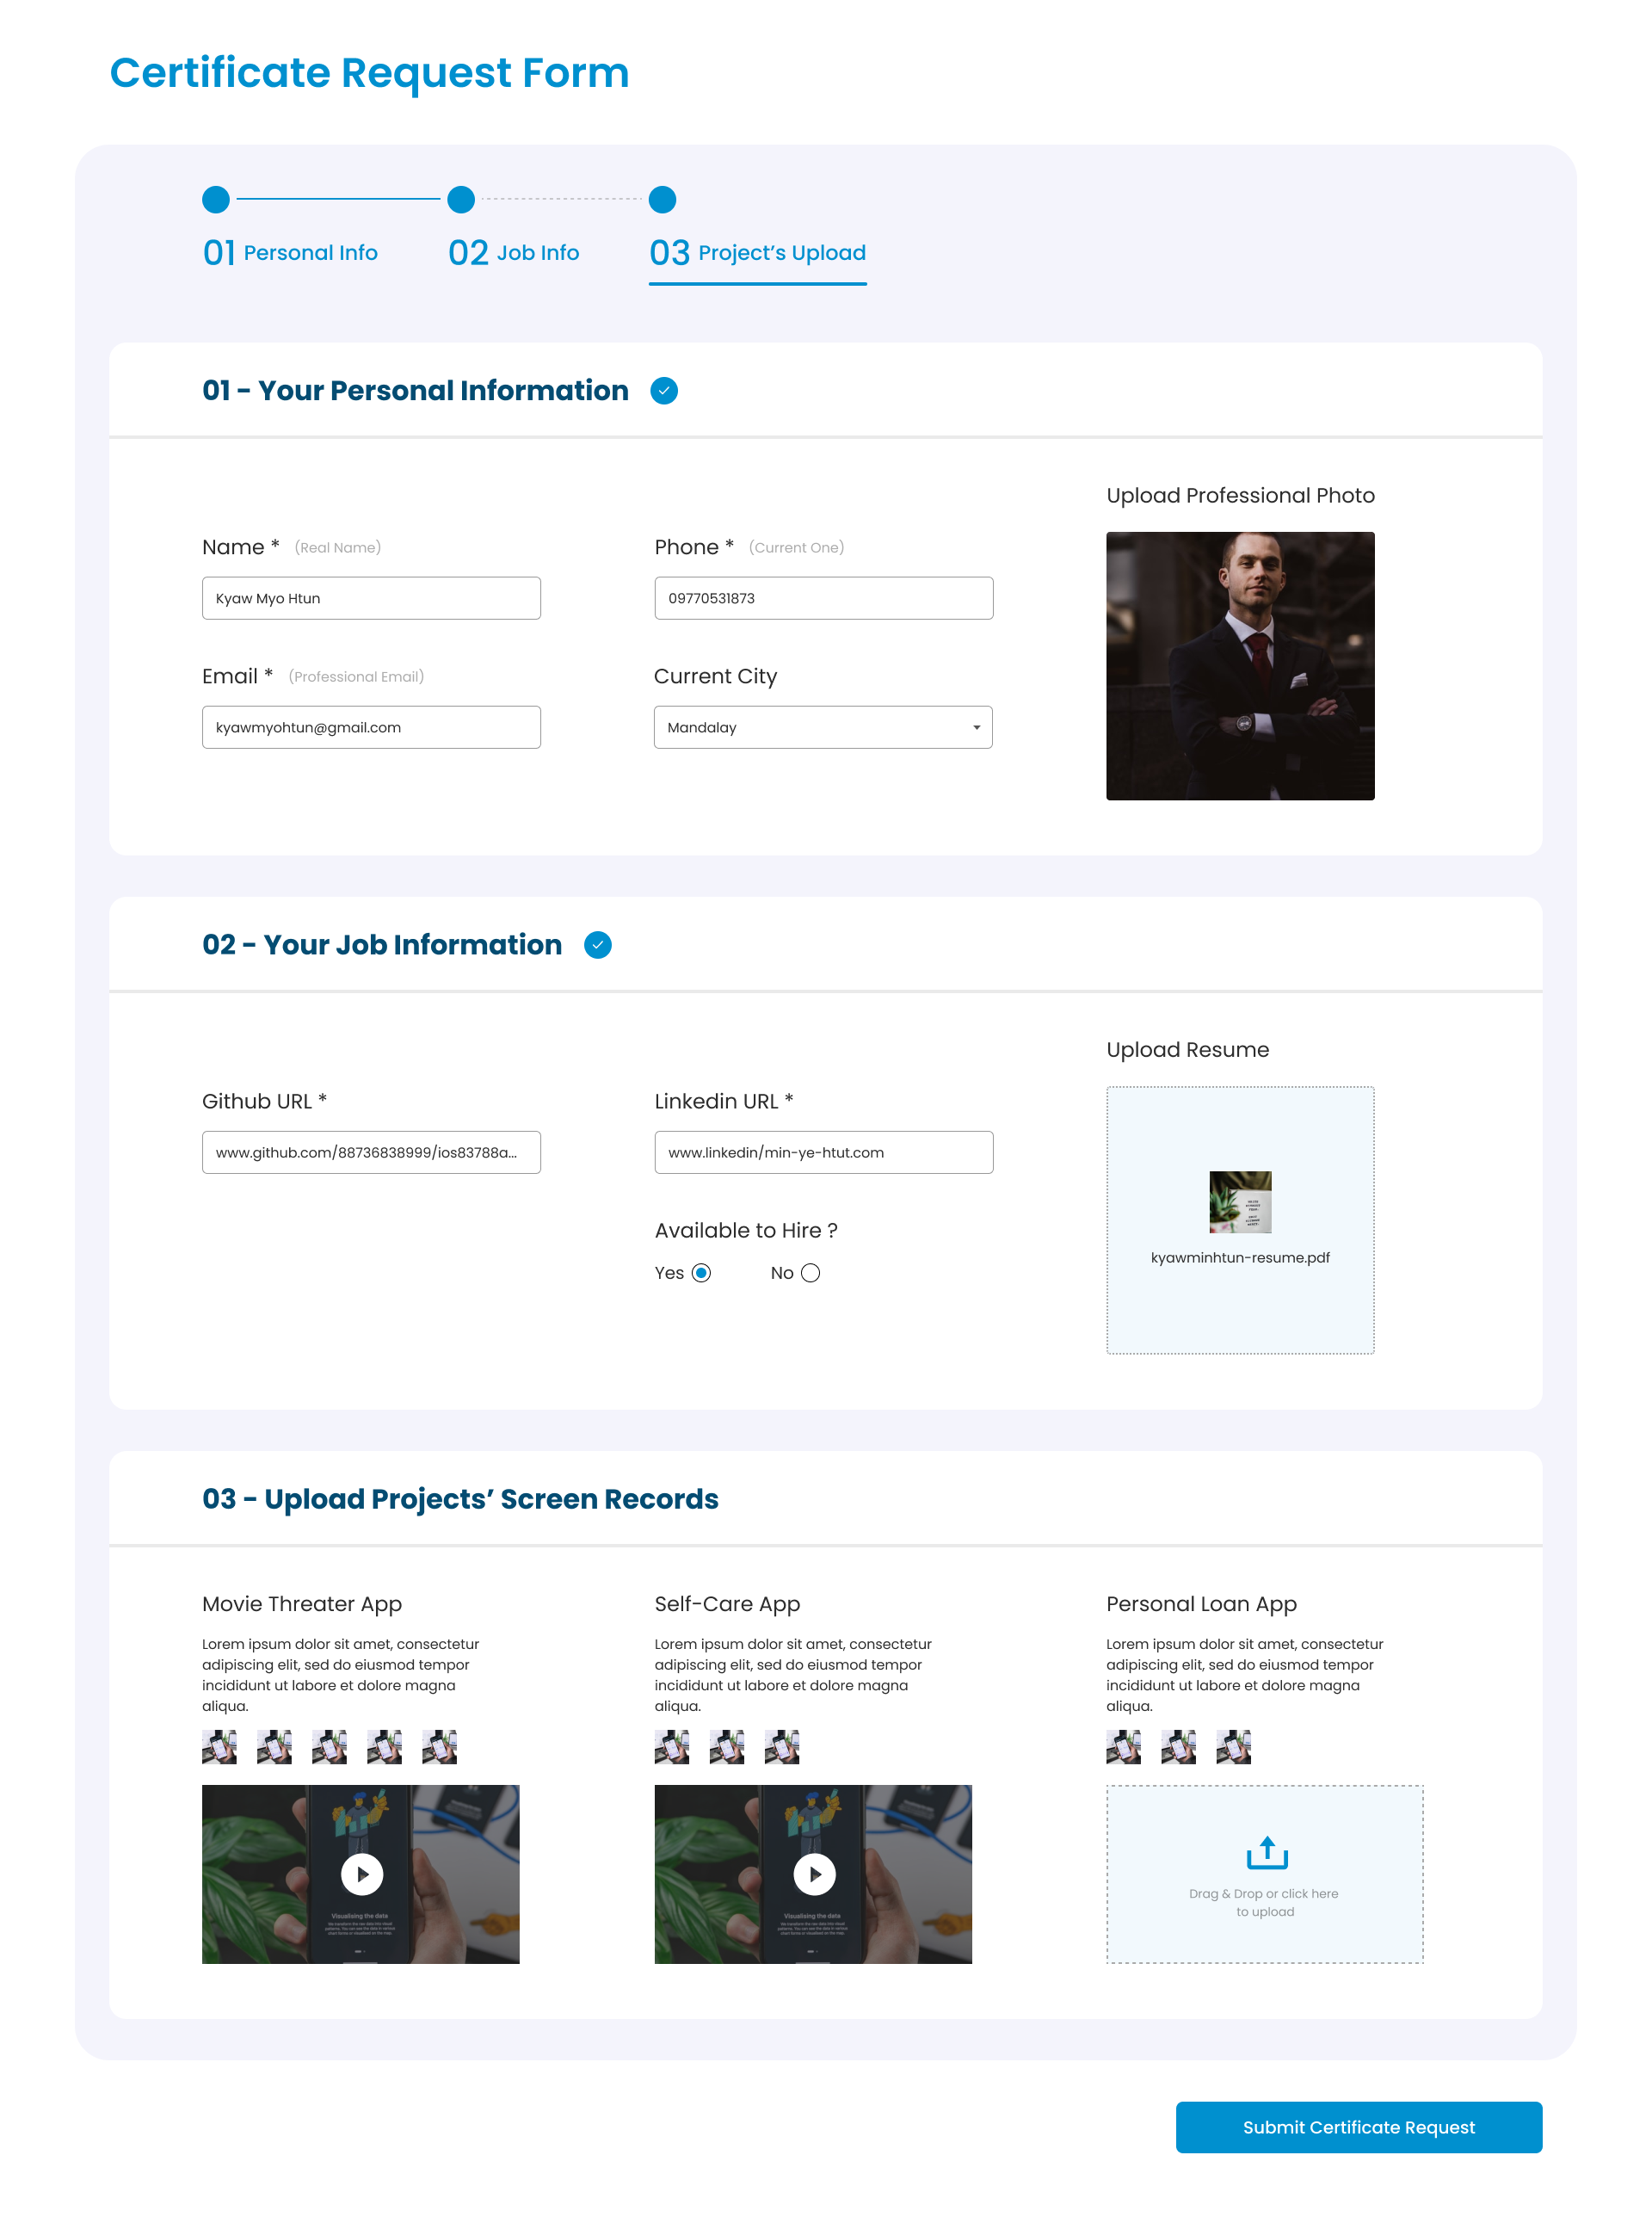 Certificate Request Form
01 Personal Info
02 Job Info
03 Project’s Upload
01 - Your Personal Information
Upload Professional Photo
Name * (Real Name)
Phone * (Current One)
Kyaw Myo Htun
09770531873
Email * (Professional Email)
Current City
kyawmyohtun@gmail.com
Mandalay
02 - Your Job Information
Upload Resume
Github URL *
Linkedin URL *
www.github.com/88736838999/ios83788a...
www.linkedin/min-ye-htut.com
Available to Hire ?
Yes
No
kyawminhtun-resume.pdf
03 - Upload Projects’ Screen Records
Movie Threater App
Lorem ipsum dolor sit amet, consectetur
adipiscing elit, sed do eiusmod tempor
incididunt ut labore et dolore magna
aliqua.
Visualising the data
Self-Care App
Lorem ipsum dolor sit amet, consectetur
adipiscing elit, sed do eiusmod tempor
incididunt ut labore et dolore magna
aliqua.
Visualising the data
Personal Loan App
Lorem ipsum dolor sit amet, consectetur
adipiscing elit, sed do eiusmod tempor
incididunt ut labore et dolore magna
aliqua.
Drag & Drop or click here
to upload
Submit Certificate Request